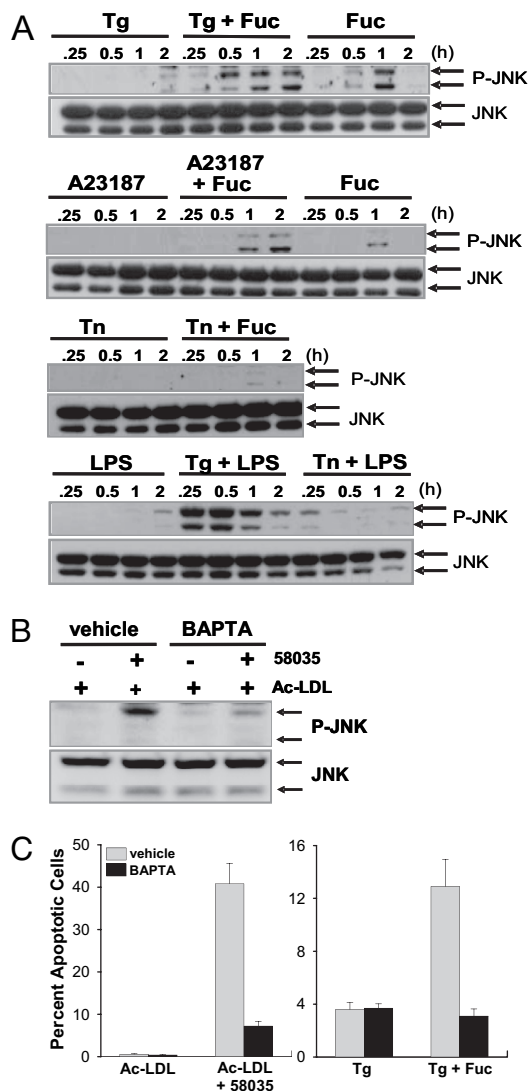 A
Tg Tg + Fuc Fuc
.25 0.5 1 2 .25 0.5 1 2 .25 0.5 1 2 (h)
P-JNK
JNK
A23187 A23187 + Fuc Fuc
.25 0.5 1 2 .25 0.5 1 2 .25 0.5 1 2 (h)
P-JNK
JNK
Tn Tn + Fuc
.25 0.5 1 2 .25 0.5 1 2 (h)
P-JNK
JNK
LPS Tg + LPS Tn + LPS
.25 0.5 1 2 .25 0.5 1 2 .25 0.5 1 2 (h)
P-JNK
JNK
B
vehicle BAPTA
- + - + 58035
+ + + + Ac-LDL
P-JNK
JNK
C
Percent Apoptotic Cells
50
40
30
20
10
0
vehicle
BAPTA
Ac-LDL Ac-LDL + 58035
16
12
8
4
0
Tg Tg + Fuc